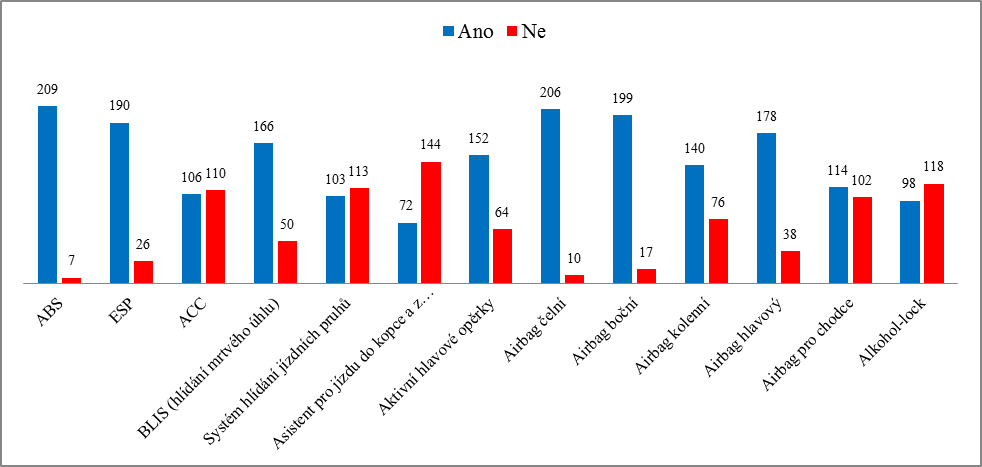 Ano Ne
209 7
190 26
106 110
166 50
103 113
72 144
152 64
206 10
199 17
140 76
178 38
114 102
98 118
ABS
ESP
ACC
BLIS (hlídání mrtvého úhlu)
Systém hlídání jízdních pruhů
Asistent pro jízdu do kopce a z…
Aktivní hlavové opěrky
Airbag čelní
Airbag boční
Airbag kolenní
Airbag hlavový
Airbag pro chodce
Alkohol-lock